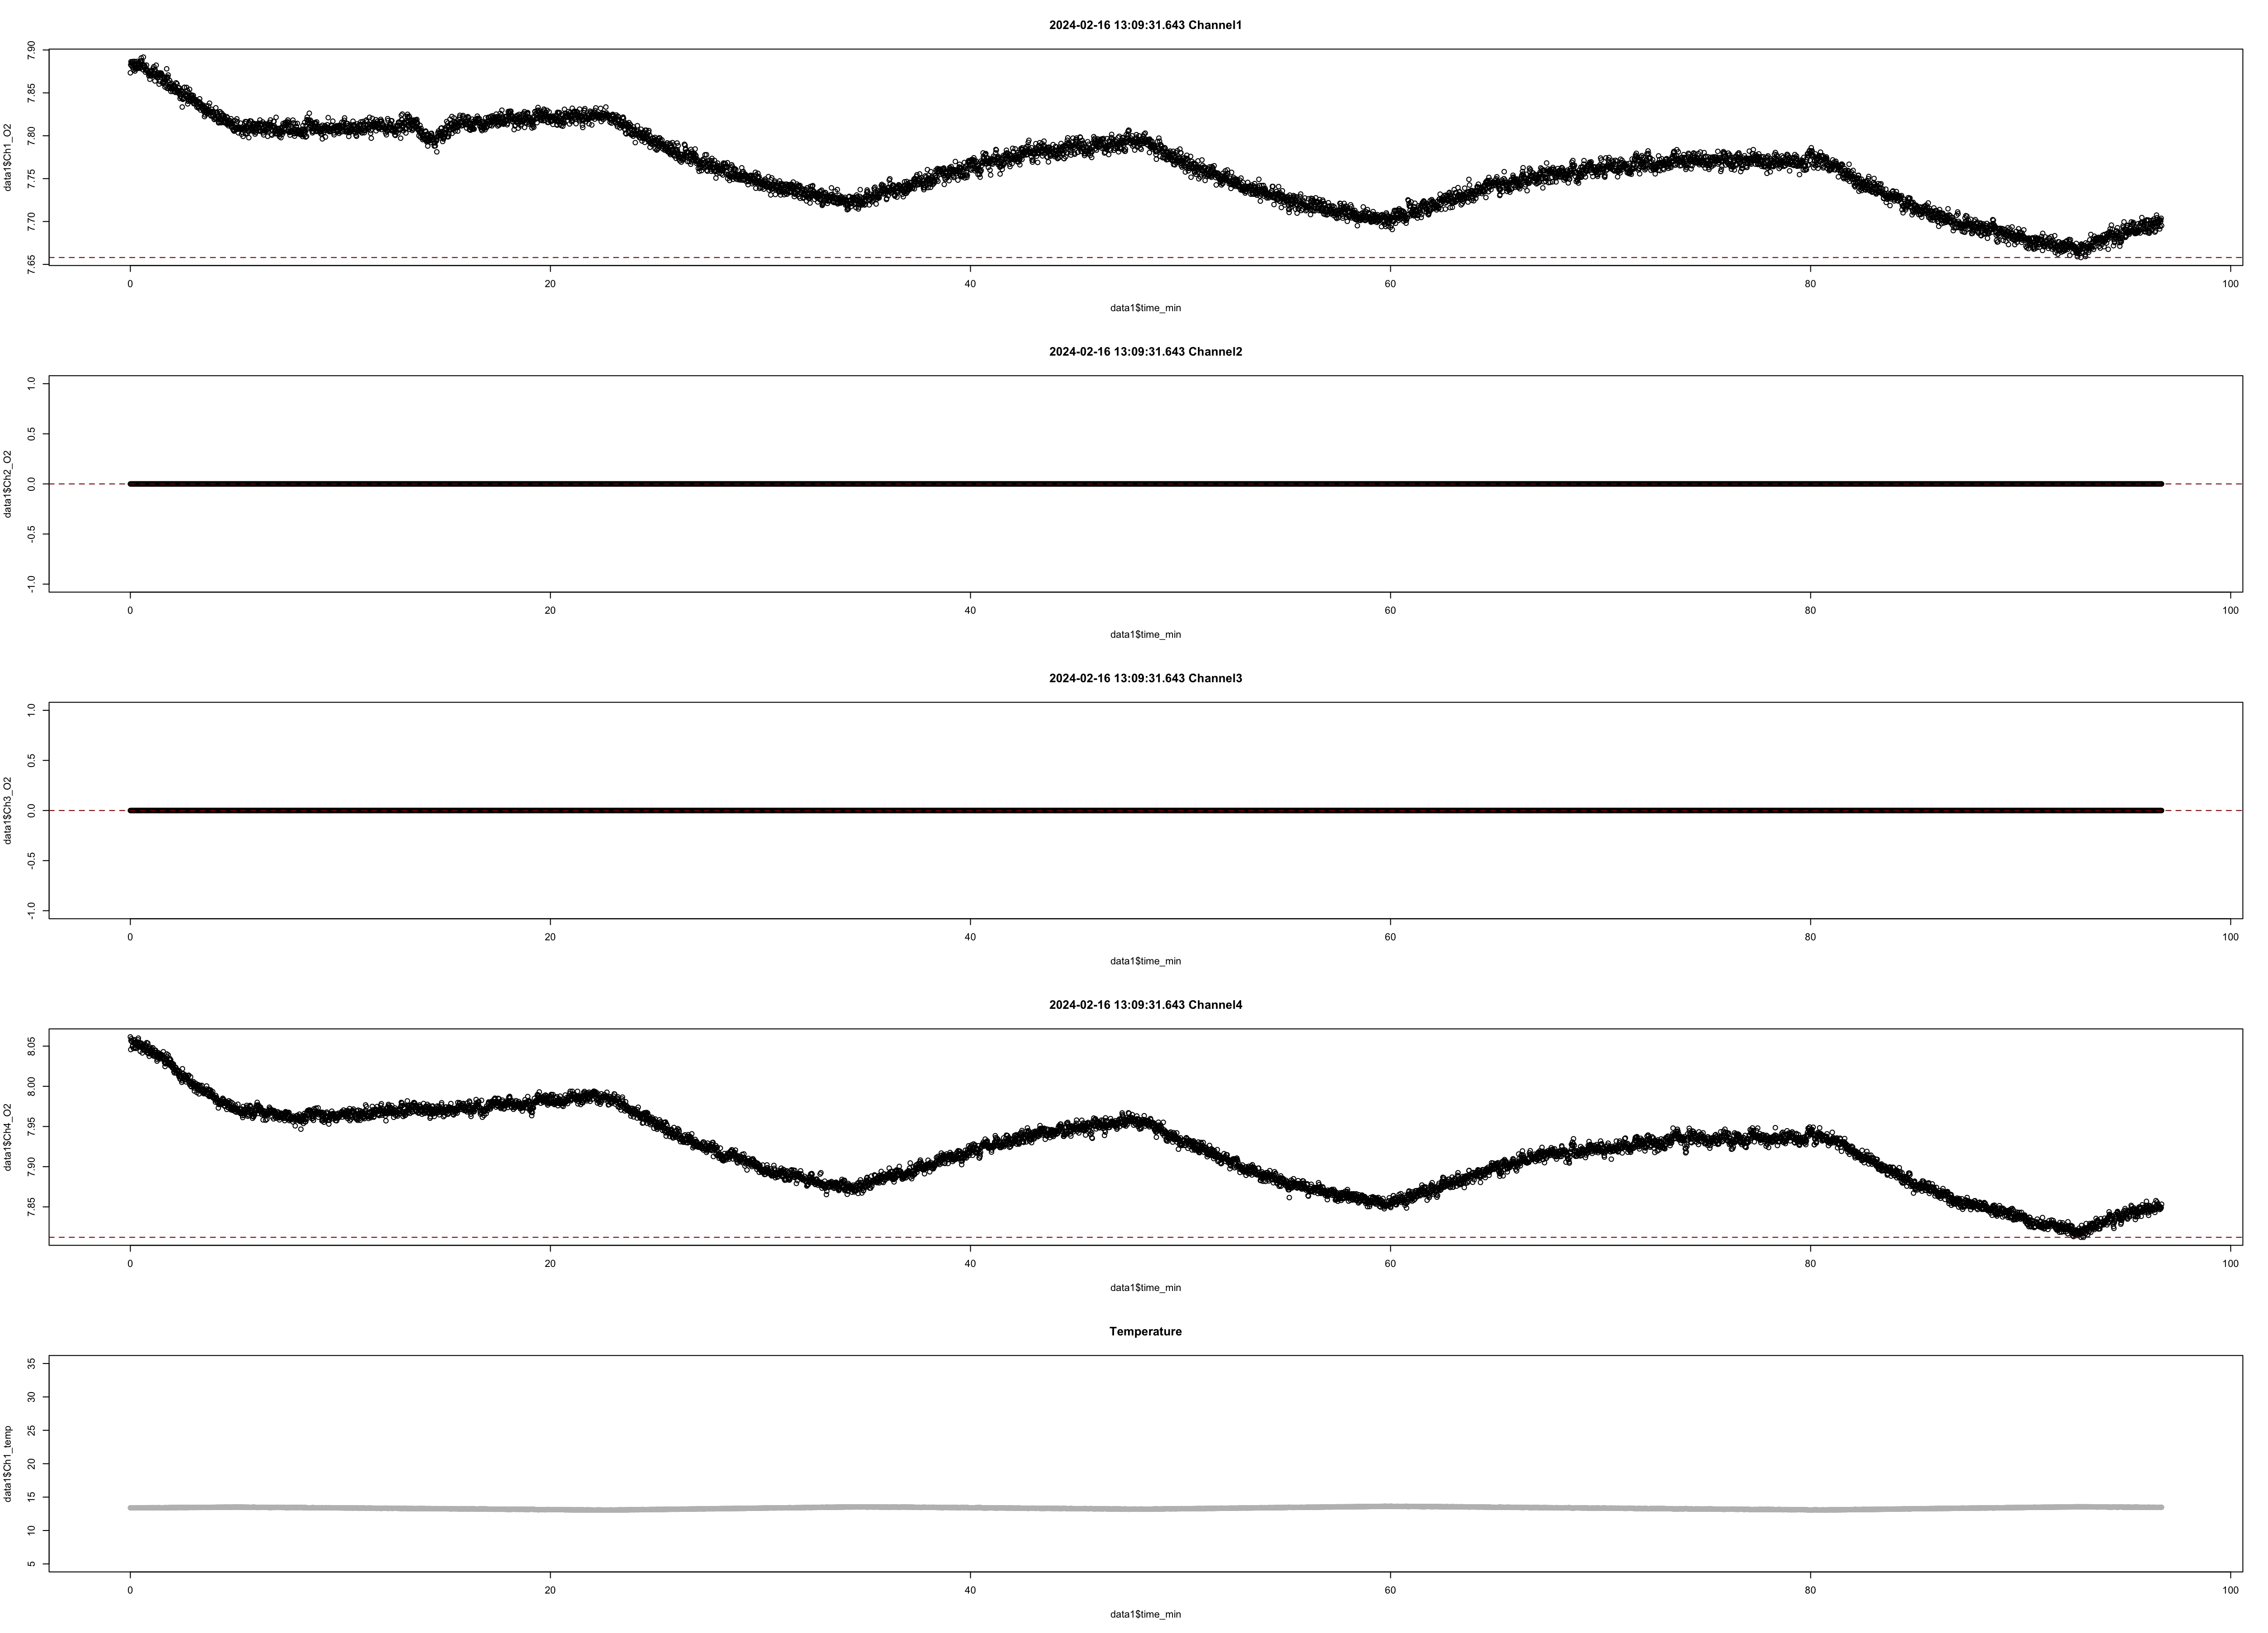 2024-02-16 13:09:31.643 Channel1
data1$Ch1_O2
7.90
7.85
7.80
7.75
7.70
7.65
0 20 40 60 80 100
data1$time_min
2024-02-16 13:09:31.643 Channel2
data1$Ch2_O2
1.0
0.5
0.0
-0.5
-1.0
0 20 40 60 80 100
data1$time_min
2024-02-16 13:09:31.643 Channel3
data1$Ch3_O2
1.0
0.5
0.0
-0.5
-1.0
0 20 40 60 80 100
data1$time_min
2024-02-16 13:09:31.643 Channel4
data1$Ch4_O2
8.05
8.00
7.95
7.90
7.85
0 20 40 60 80 100
data1$time_min
Temperature
data1$Ch1_temp
35
30
25
20
15
10
5
0 20 40 60 80 100
data1$time_min